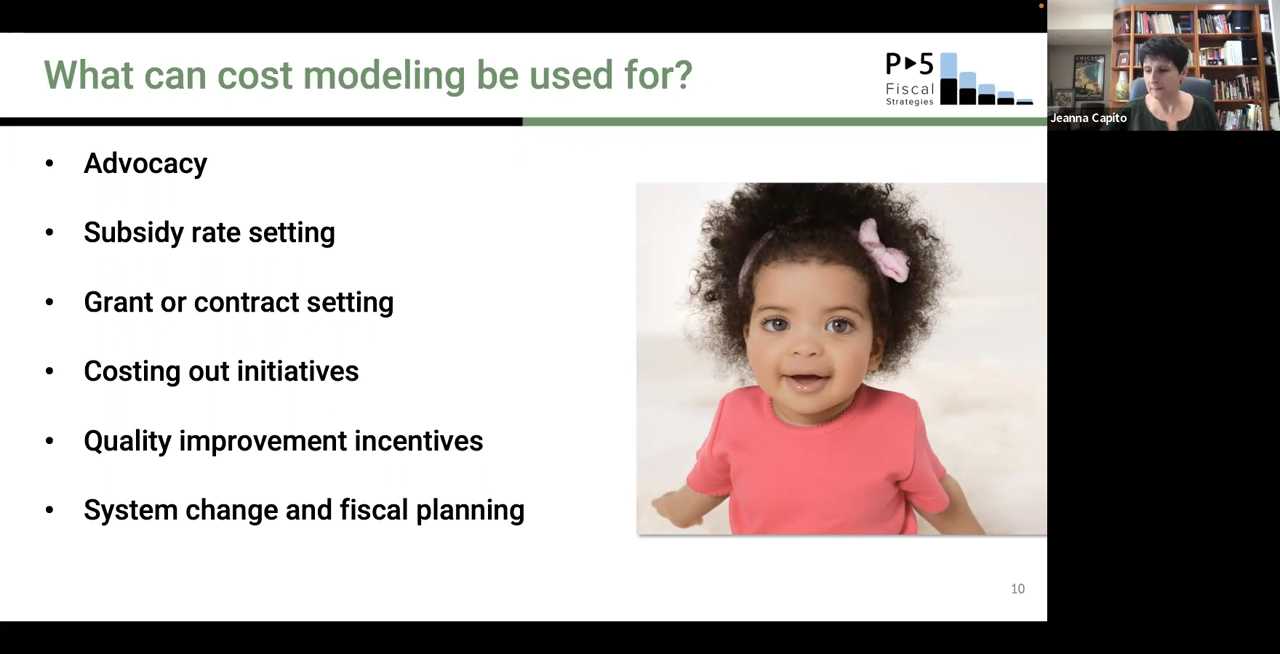 What can cost modeling be used for?
P▸5
Fiscal
Strategies
Jeanna Capito
• Advocacy
• Subsidy rate setting
• Grant or contract setting
• Costing out initiatives
• Quality improvement incentives
• System change and fiscal planning
10